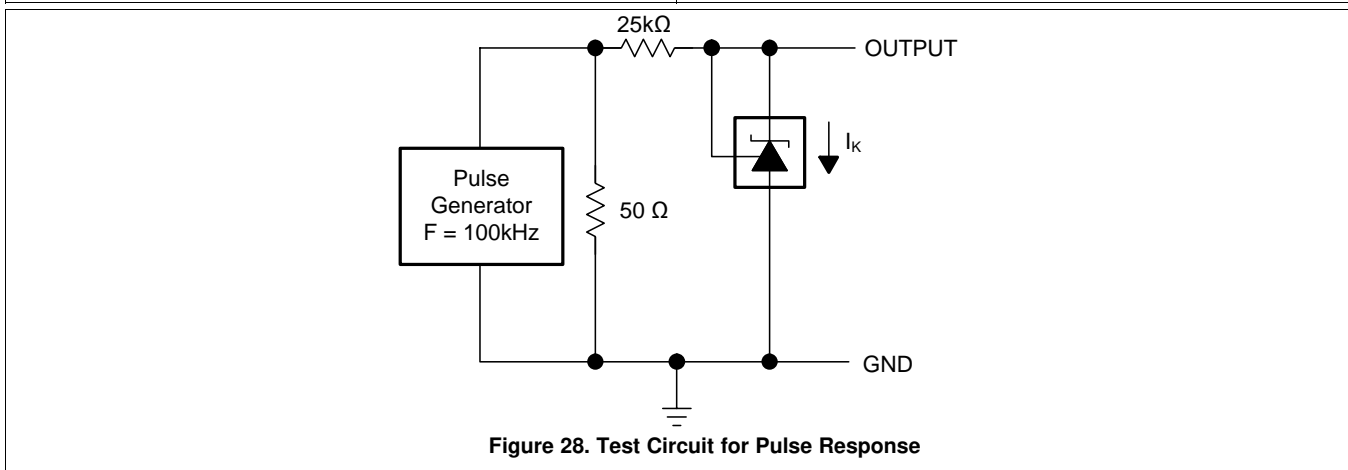 25kΩ
OUTPUT
I_K
Pulse
Generator
F = 100kHz
50 Ω
GND
Figure 28. Test Circuit for Pulse Response